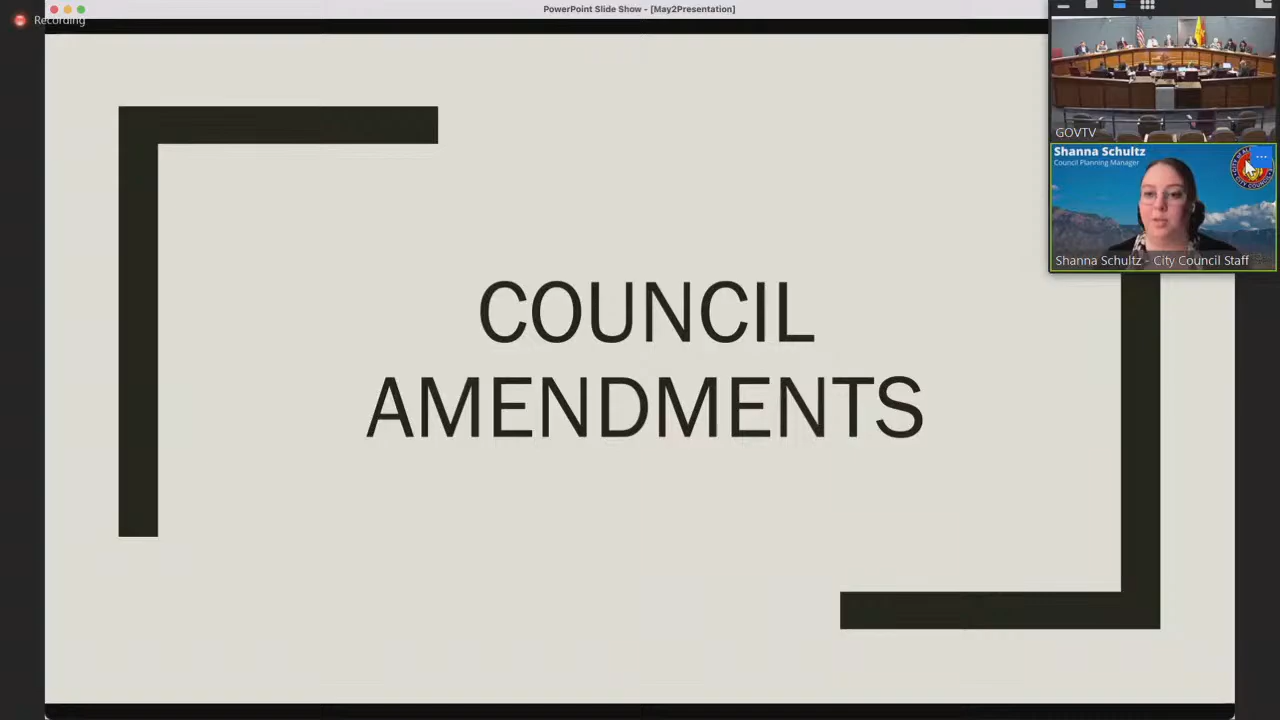 PowerPoint Slide Show - [May2Presentation]
Recording
GOVTV
Shanna Schultz
Council Planning Manager
Shanna Schultz - City Council Staff
COUNCIL
AMENDMENTS